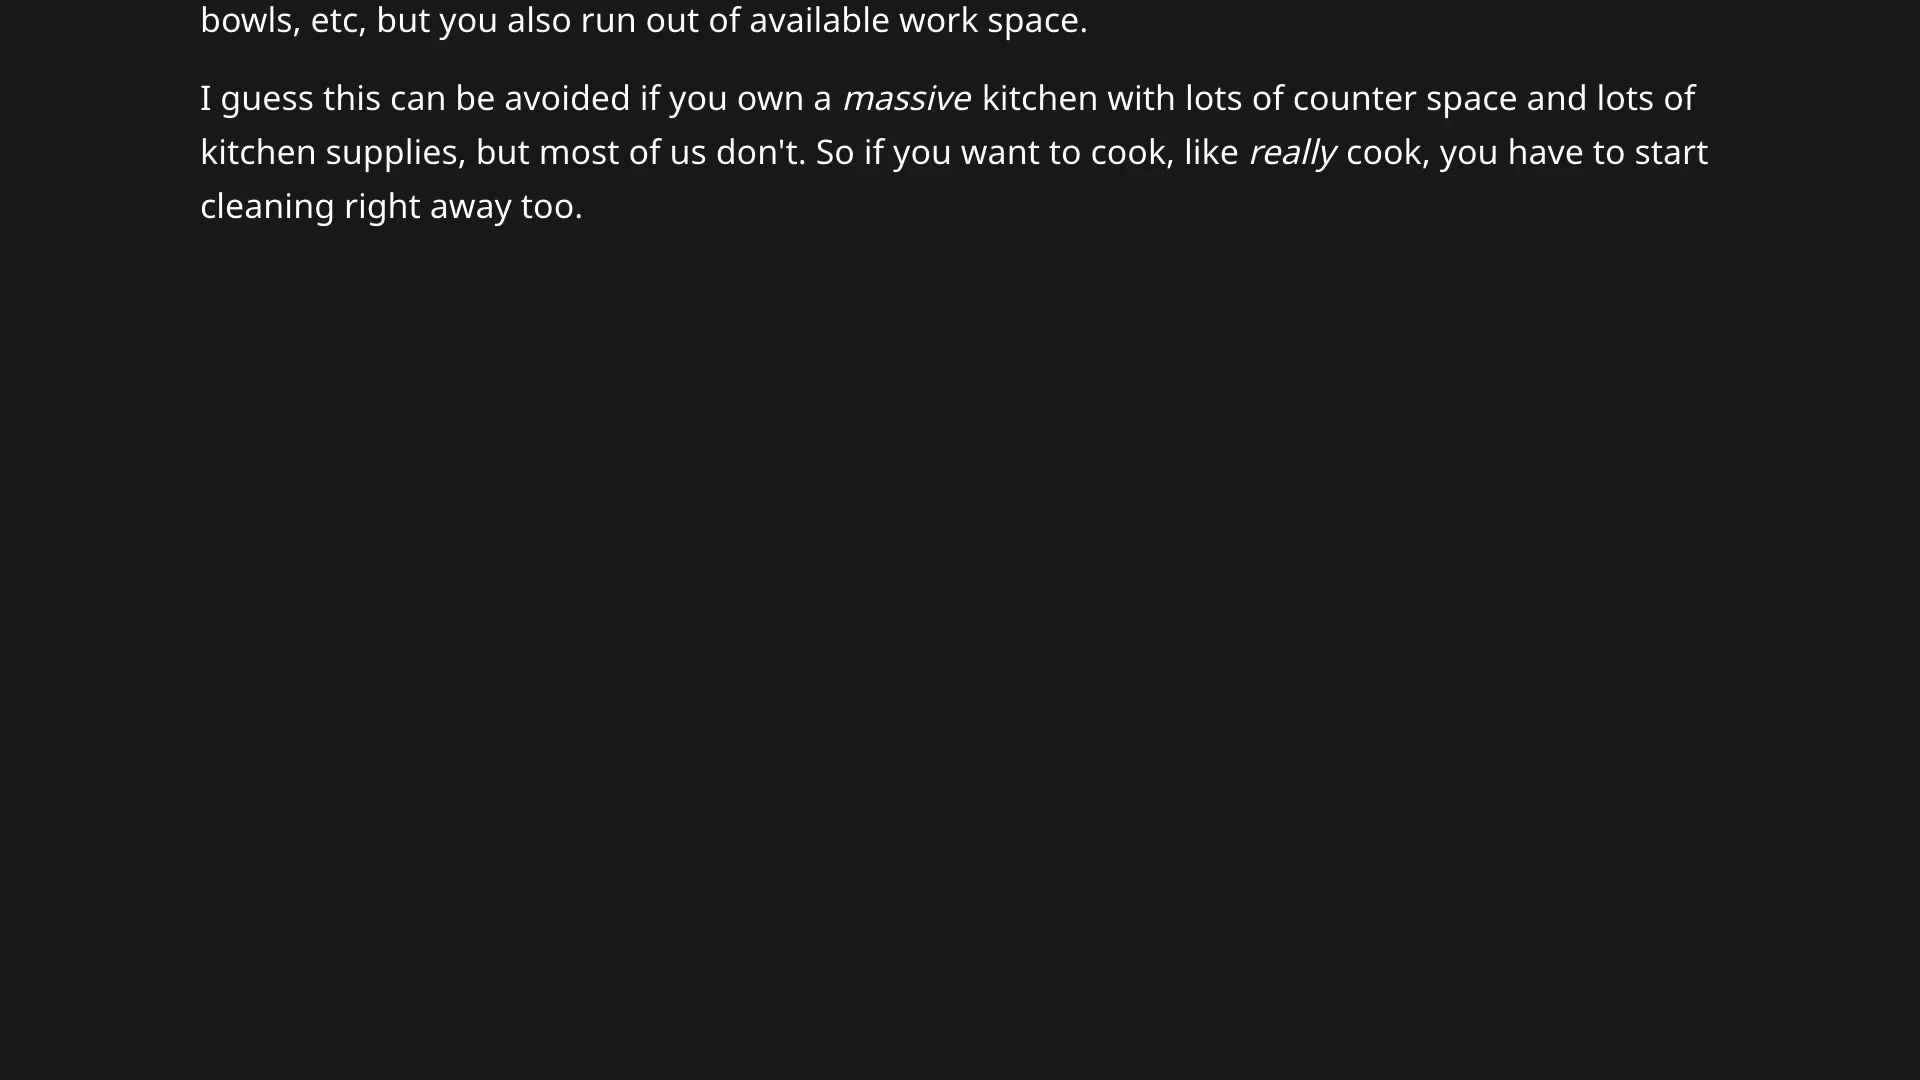 bowls, etc, but you also run out of available work space.
I guess this can be avoided if you own a massive kitchen with lots of counter space and lots of
kitchen supplies, but most of us don't. So if you want to cook, like really cook, you have to start
cleaning right away too.